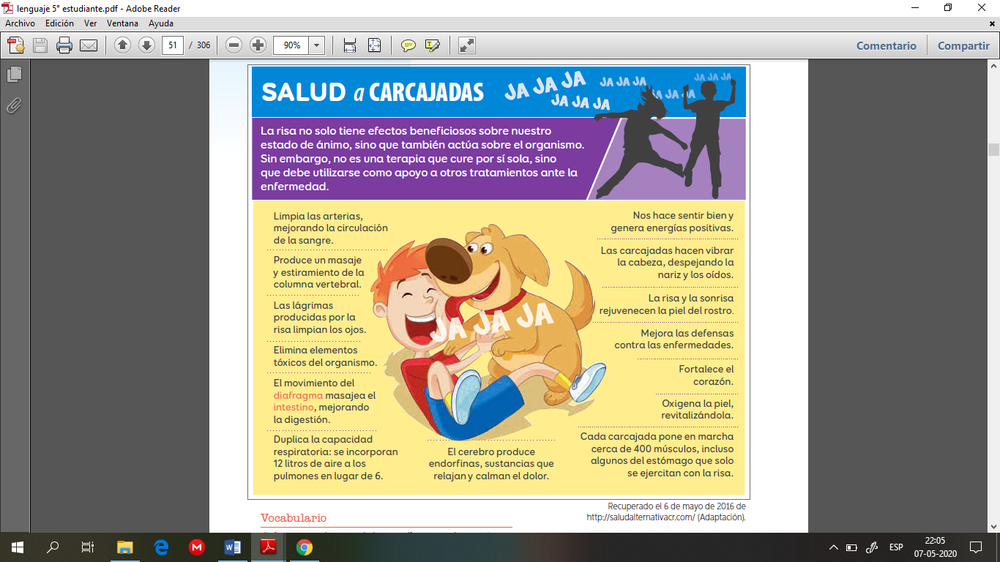 lenguaje 5° estudiante.pdf - Adobe Reader
Archivo Edición Ver Ventana Ayuda
51 / 306 90% Comentario Compartir
SALUD a CARCAJADAS
JA JA JA
JA JA JA
JA JA JA
JA JA JA
JA JA JA
La risa no solo tiene efectos beneficiosos sobre nuestro
estado de ánimo, sino que también actúa sobre el organismo.
Sin embargo, no es una terapia que cure por sí sola, sino
que debe utilizarse como apoyo a otros tratamientos ante la
enfermedad.
Limpia las arterias,
mejorando la circulación
de la sangre.
Produce un masaje
y estiramiento de la
columna vertebral.
Las lágrimas
producidas por la
risa limpian los ojos.
Elimina elementos
tóxicos del organismo.
El movimiento del
diafragma masajea el
intestino, mejorando
la digestión.
Duplica la capacidad
respiratoria: se incorporan
12 litros de aire a los
pulmones en lugar de 6.
JA JA JA
El cerebro produce
endorfinas, sustancias que
relajan y calman el dolor.
Nos hace sentir bien y
genera energías positivas.
Las carcajadas hacen vibrar
la cabeza, despejando la
nariz y los oídos.
La risa y la sonrisa
rejuvenecen la piel del rostro.
Mejora las defensas
contra las enfermedades.
Fortalece el
corazón.
Oxigena la piel,
revitalizándola.
Cada carcajada pone en marcha
cerca de 400 músculos, incluso
algunos del estómago que solo
se ejercitan con la risa.
Recuperado el 6 de mayo de 2016 de
http://saludalternativacr.com/ (Adaptación).
Vocabulario
ESP
22:05
07-05-2020